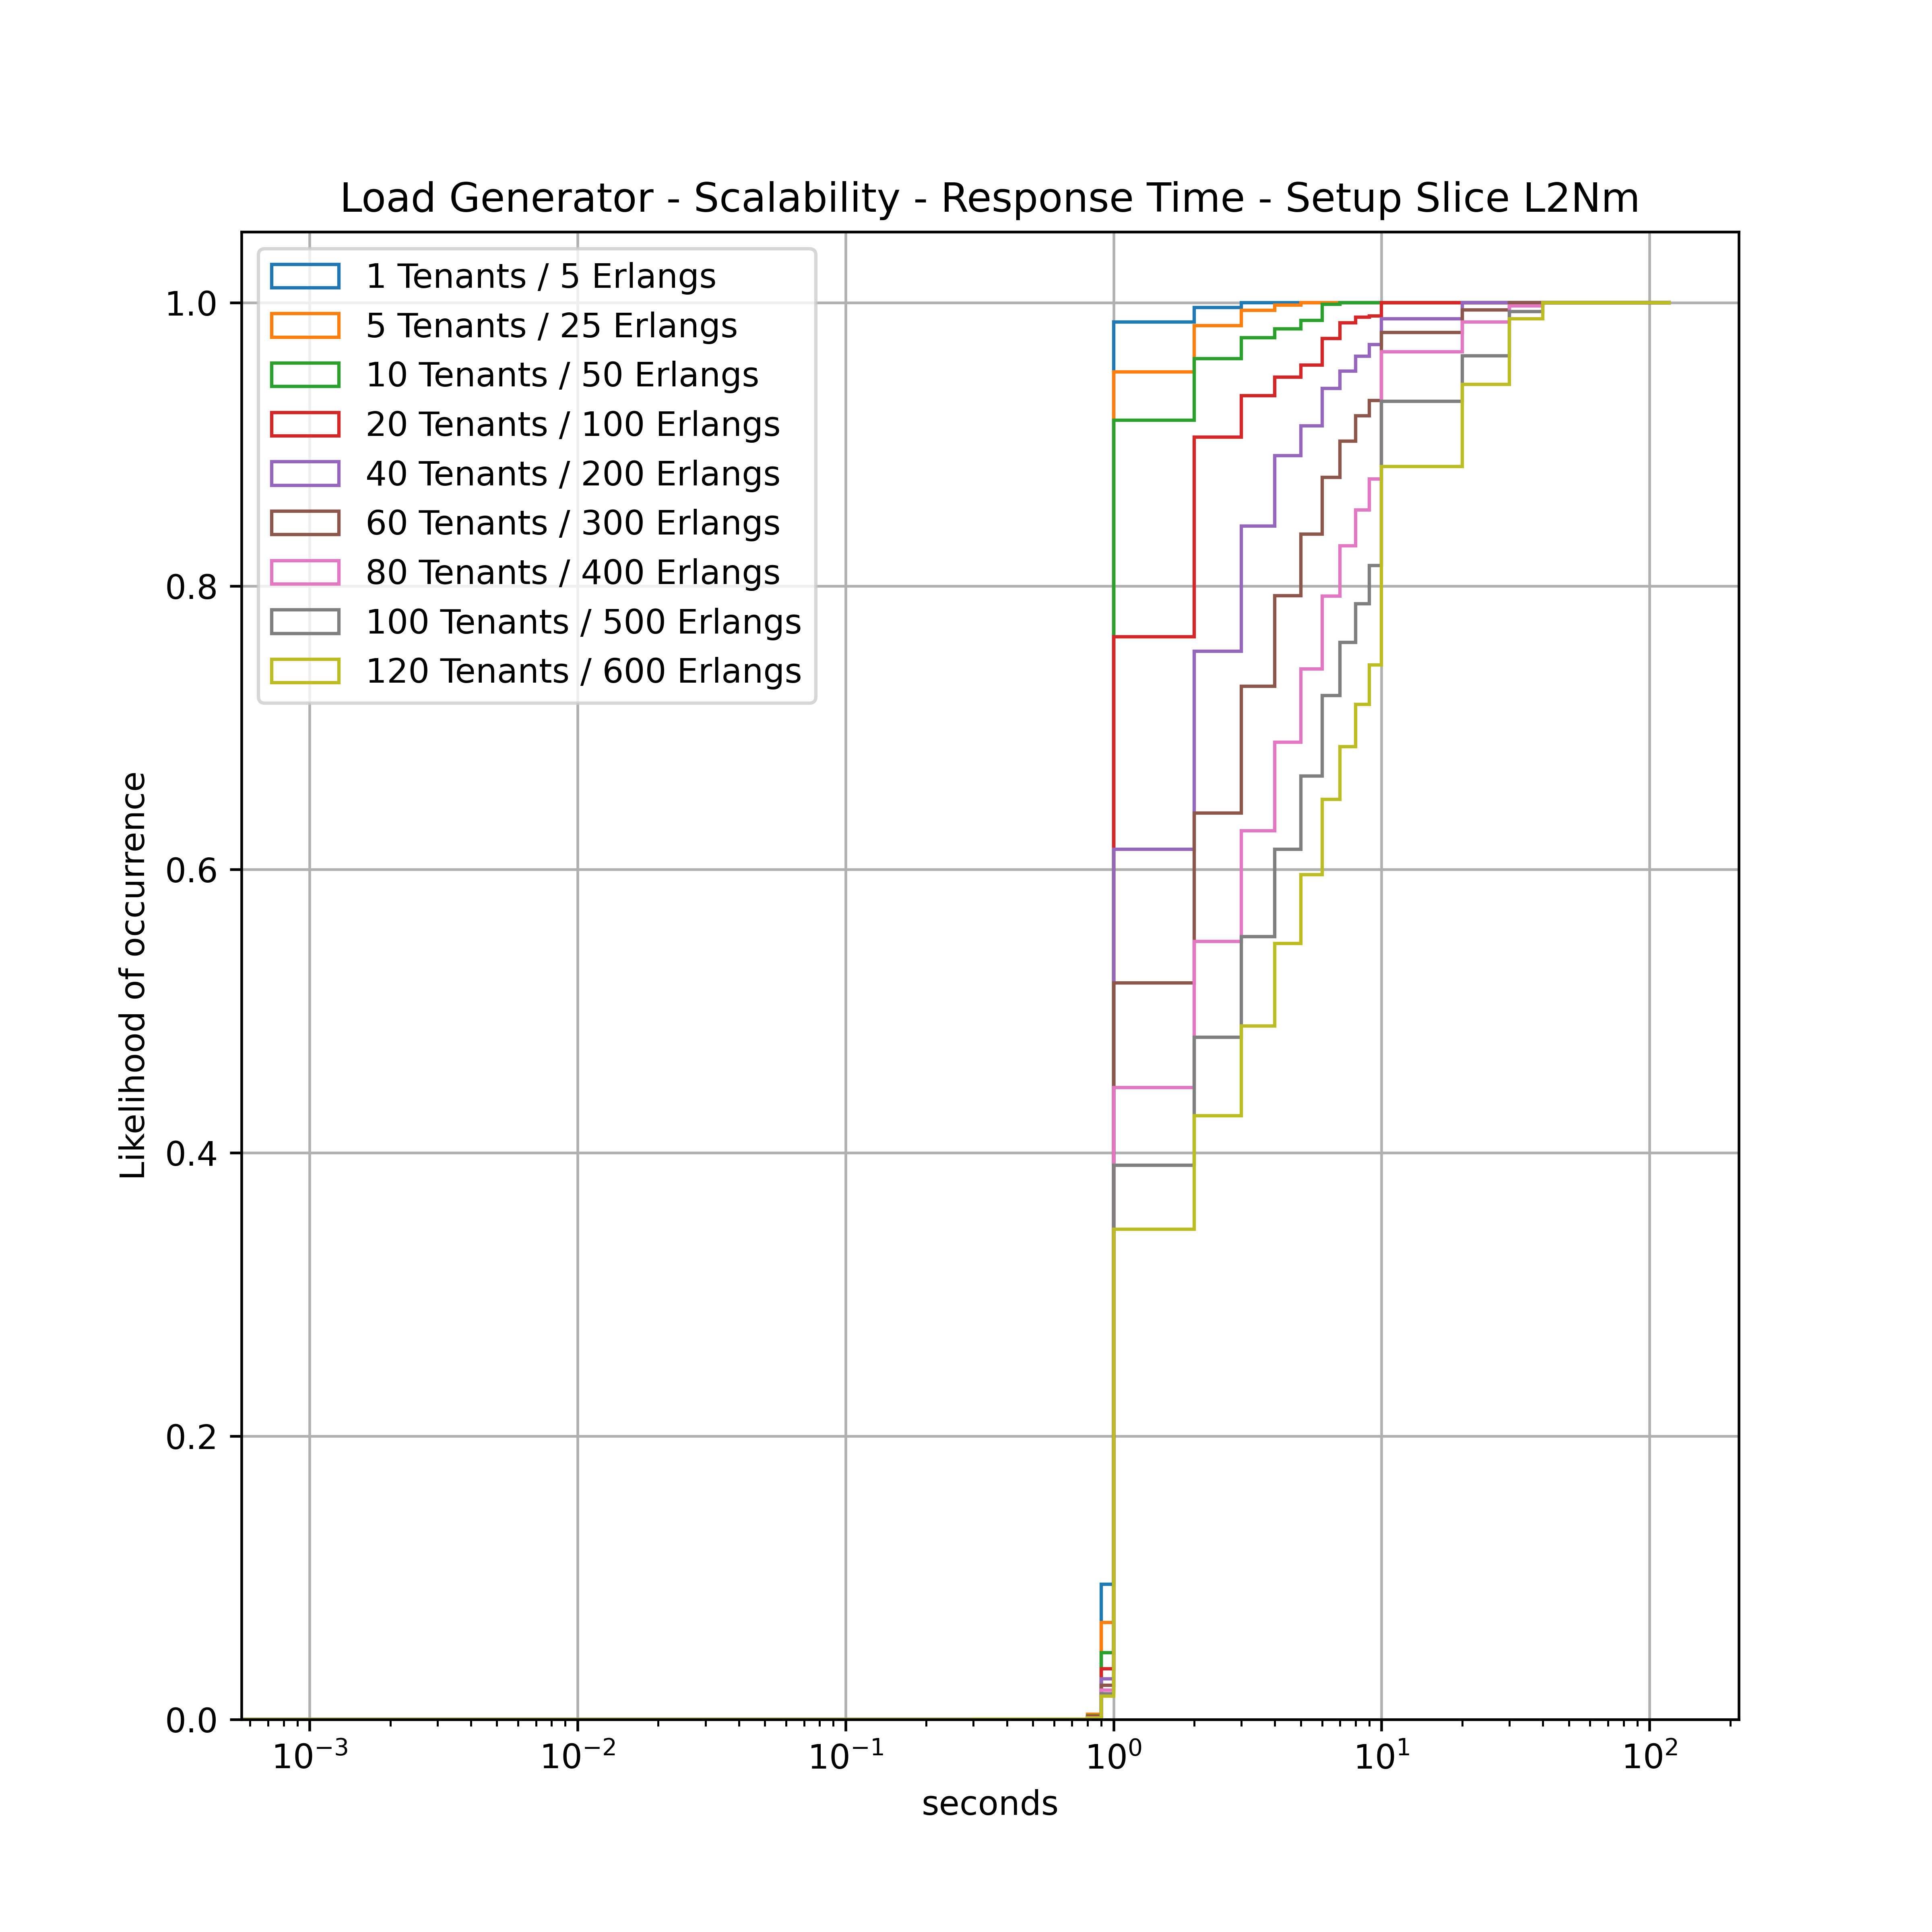 Load Generator - Scalability - Response Time - Setup Slice L2Nm
1 Tenants / 5 Erlangs
5 Tenants / 25 Erlangs
10 Tenants / 50 Erlangs
20 Tenants / 100 Erlangs
40 Tenants / 200 Erlangs
60 Tenants / 300 Erlangs
80 Tenants / 400 Erlangs
100 Tenants / 500 Erlangs
120 Tenants / 600 Erlangs
1.0
0.8
0.6
0.4
0.2
0.0
Likelihood of occurrence
10⁻³ 10⁻² 10⁻¹ 10⁰ 10¹ 10²
seconds